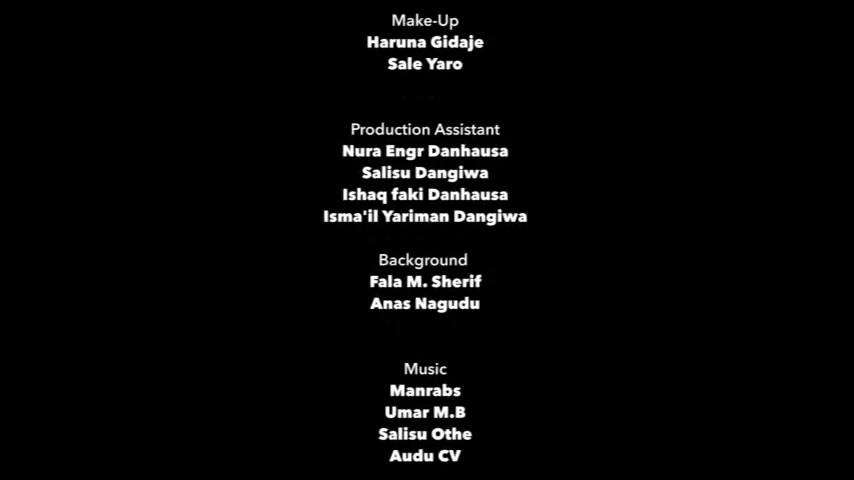 Make-Up
Haruna Gidaje
Sale Yaro
Production Assistant
Nura Engr Danhausa
Salisu Dangiwa
Ishaq faki Danhausa
Isma'il Yariman Dangiwa
Background
Fala M. Sherif
Anas Nagudu
Music
Manrabs
Umar M.B
Salisu Othe
Audu CV